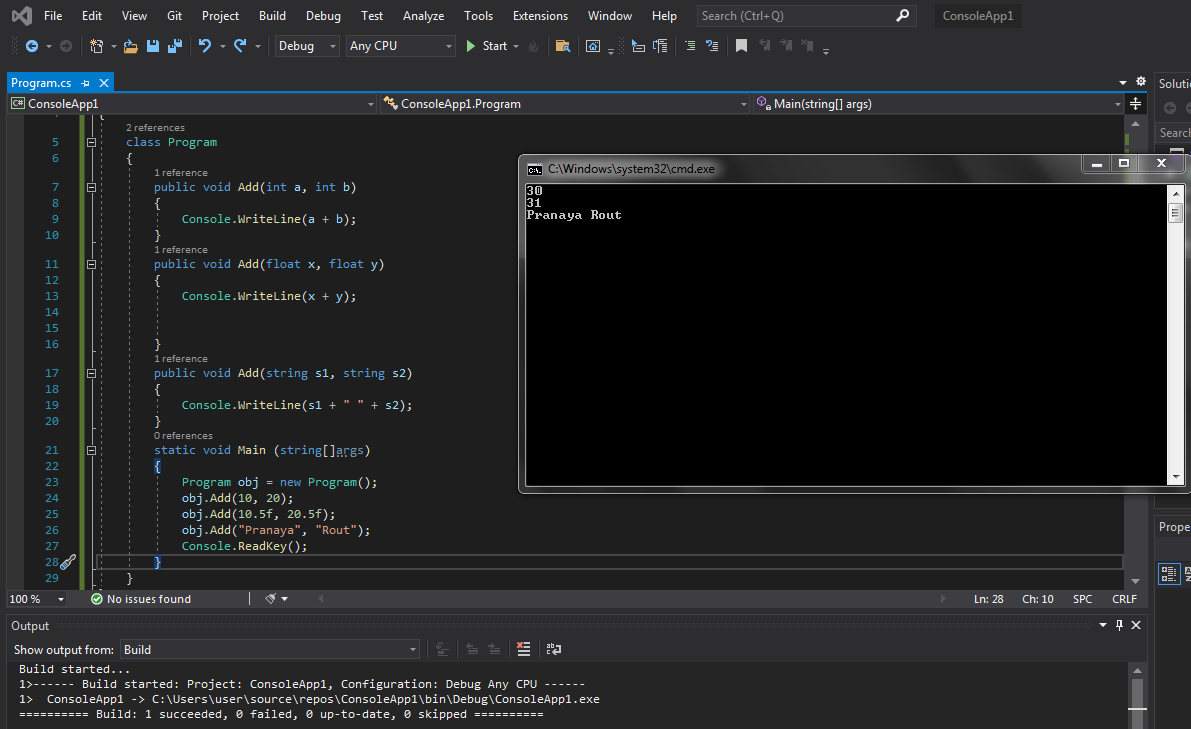 File Edit View Git Project Build Debug Test Analyze Tools Extensions Window Help Search (Ctrl+Q) ConsoleApp1
Debug Any CPU Start
Program.cs
Solutio
C# ConsoleApp1 ConsoleApp1.Program Main(string[] args)
Search
{
2 references
5 class Program
6 {
1 reference
7 public void Add(int a, int b)
8 {
9 Console.WriteLine(a + b);
10 }
1 reference
11 public void Add(float x, float y)
12 {
13 Console.WriteLine(x + y);
14
15
16 }
1 reference
17 public void Add(string s1, string s2)
18 {
19 Console.WriteLine(s1 + " " + s2);
20 }
0 references
21 static void Main (string[]args)
22 {
23 Program obj = new Program();
24 obj.Add(10, 20);
25 obj.Add(10.5f, 20.5f);
26 obj.Add("Pranaya", "Rout");
27 Console.ReadKey();
28 }
29 }
C:\Windows\system32\cmd.exe
30
31
Pranaya Rout
Prope
100 % No issues found Ln: 28 Ch: 10 SPC CRLF
Output
Show output from: Build
Build started...
1>------ Build started: Project: ConsoleApp1, Configuration: Debug Any CPU ------
1> ConsoleApp1 -> C:\Users\user\source\repos\ConsoleApp1\bin\Debug\ConsoleApp1.exe
========== Build: 1 succeeded, 0 failed, 0 up-to-date, 0 skipped ==========